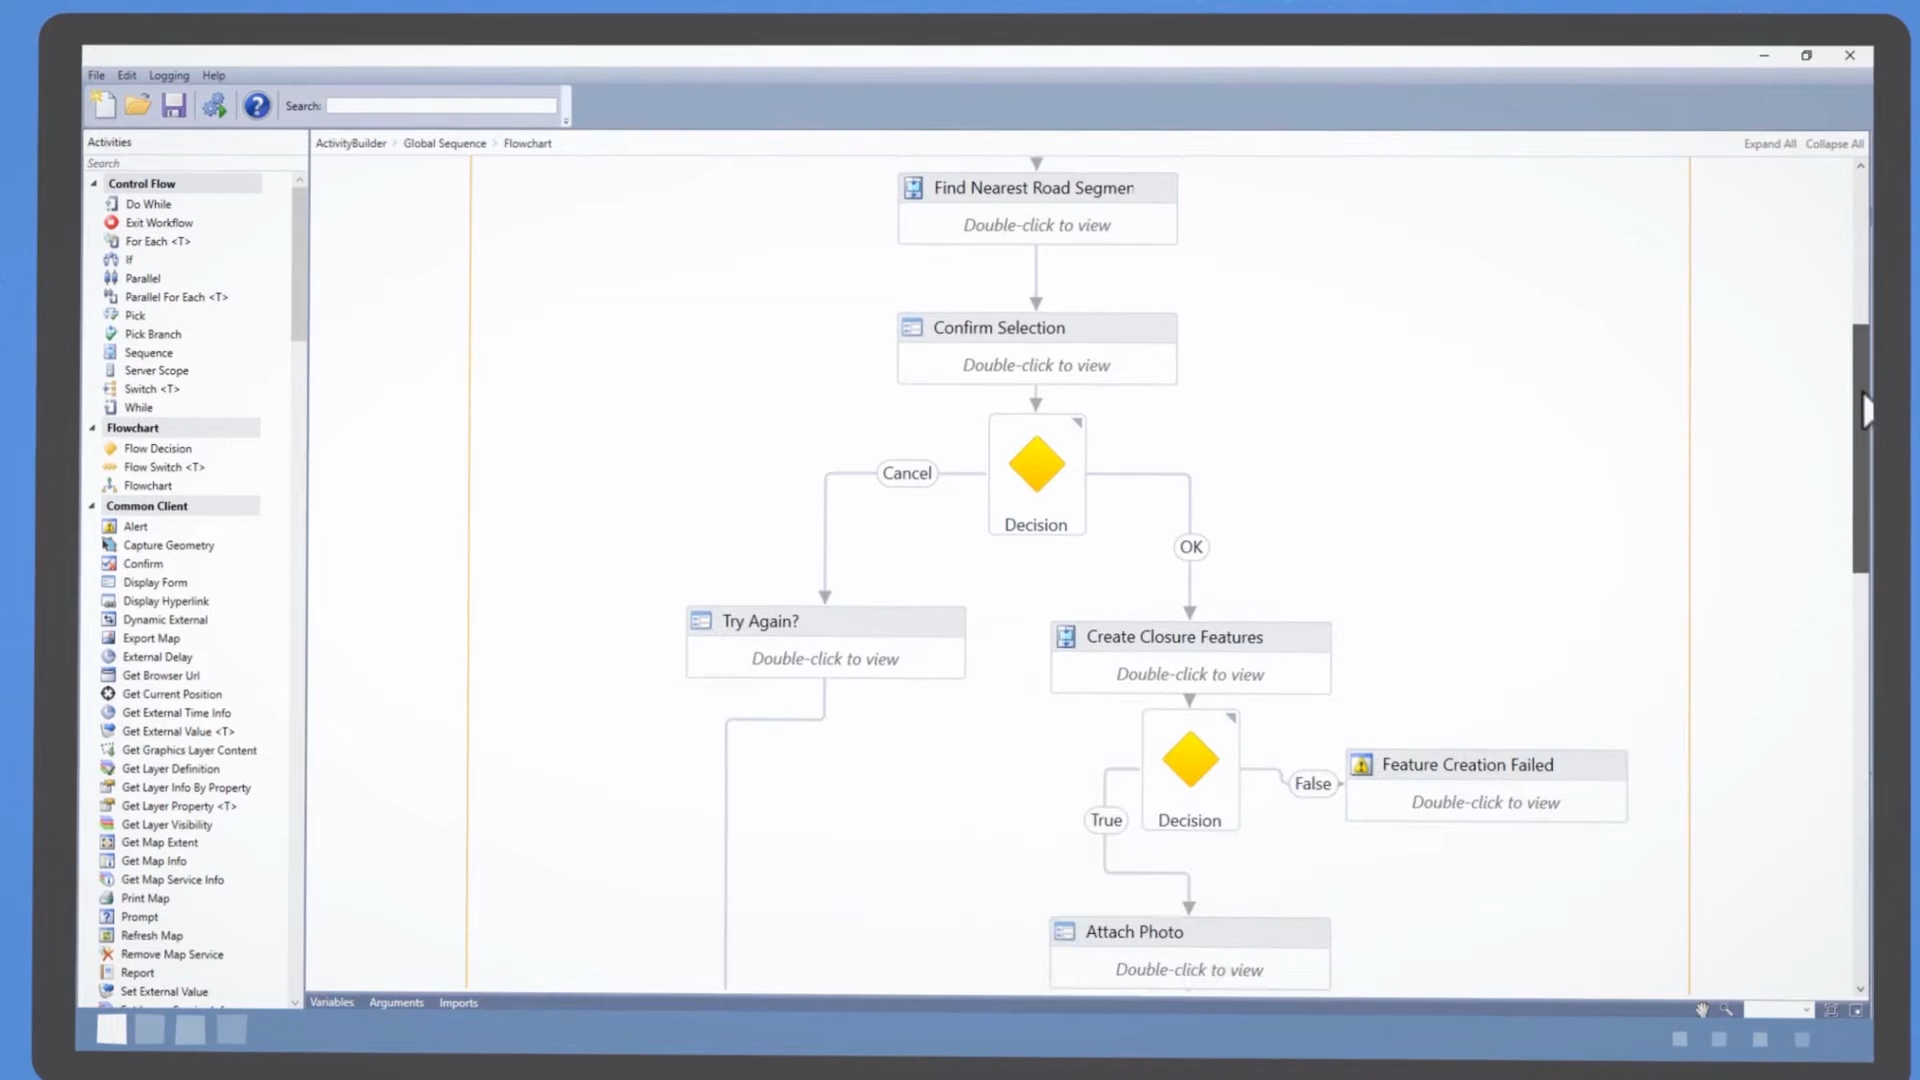 File Edit Logging Help
Search:
Activities
Search
Control Flow
Do While
Exit Workflow
For Each <T>
If
Parallel
Parallel For Each <T>
Pick
Pick Branch
Sequence
Server Scope
Switch <T>
While
Flowchart
Flow Decision
Flow Switch <T>
Flowchart
Common Client
Alert
Capture Geometry
Confirm
Display Form
Display Hyperlink
Dynamic External
Export Map
External Delay
Get Browser Url
Get Current Position
Get External Time Info
Get External Value <T>
Get Graphics Layer Content
Get Layer Definition
Get Layer Info By Property
Get Layer Property <T>
Get Layer Visibility
Get Map Extent
Get Map Info
Get Map Service Info
Print Map
Prompt
Refresh Map
Remove Map Service
Report
Set External Value
ActivityBuilder > Global Sequence > Flowchart
Expand All Collapse All
Find Nearest Road Segmen
Double-click to view
Confirm Selection
Double-click to view
Cancel
Decision
OK
Try Again?
Double-click to view
Create Closure Features
Double-click to view
Decision
False
True
Feature Creation Failed
Double-click to view
Attach Photo
Double-click to view
Variables Arguments Imports